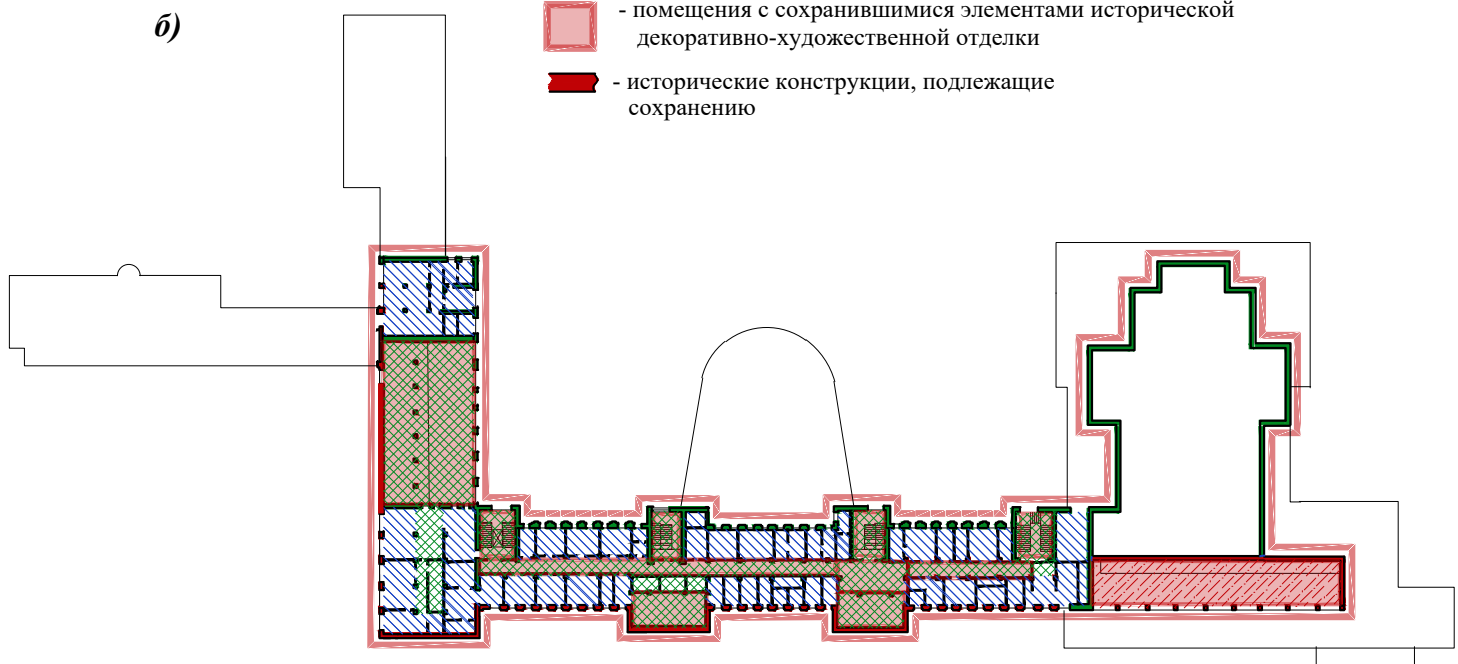 б)
- помещения с сохранившимися элементами исторической
декоративно-художественной отделки
- исторические конструкции, подлежащие
сохранению